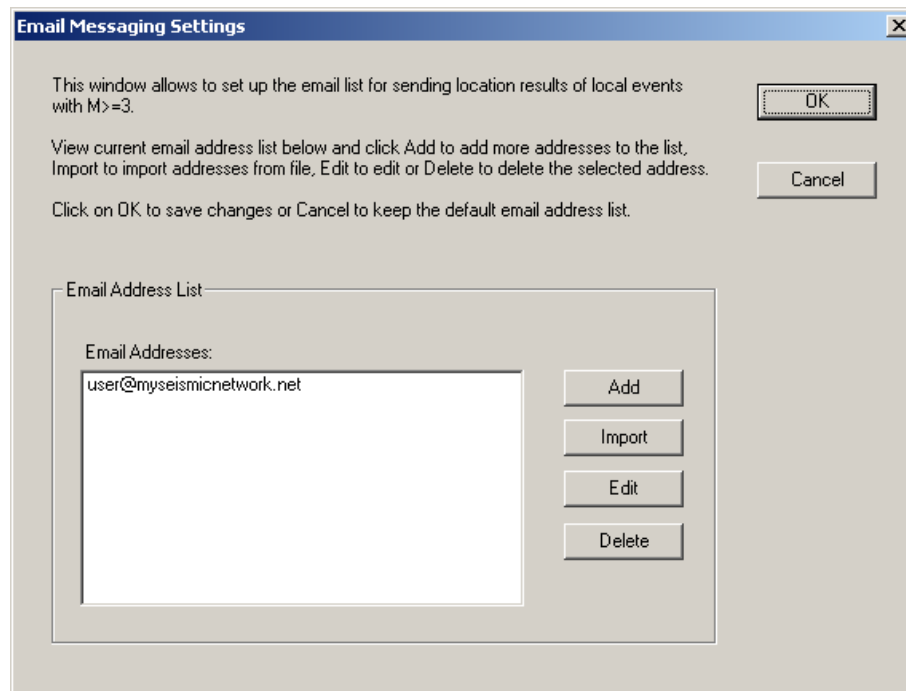 Email Messaging Settings
This window allows to set up the email list for sending location results of local events
with M>=3.
OK
View current email address list below and click Add to add more addresses to the list,
Import to import addresses from file, Edit to edit or Delete to delete the selected address.
Cancel
Click on OK to save changes or Cancel to keep the default email address list.
Email Address List
Email Addresses:
user@myseismicnetwork.net
Add
Import
Edit
Delete